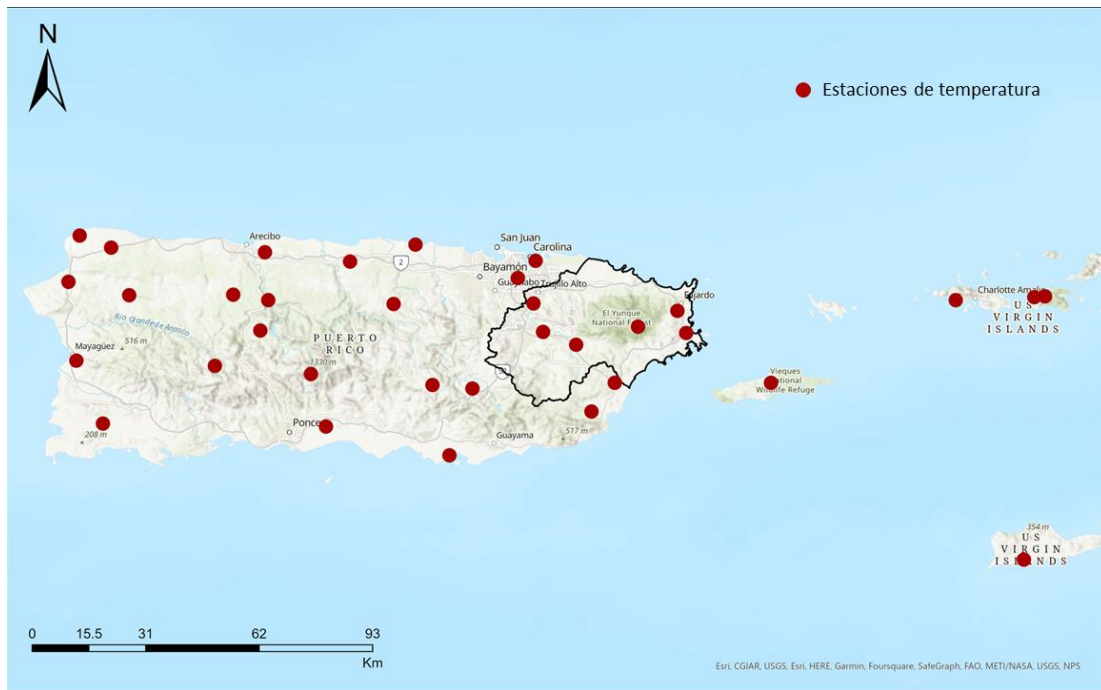 N
Estaciones de temperatura
Arecibo
San Juan
Carolina
2
Bayamón
Trujillo Alto
Fajardo
El Yunque
National Forest
Charlotte Amalie
US
VIRGIN
ISLANDS
Rio Grande de Anasco
516 m
Mayagüez
PUERTO
RICO
1330 m
Vieques
National
Wildlife Refuge
208 m
Ponce
Guayama
517 m
354 m
US
VIRGIN
ISLANDS
0 15.5 31 62 93
Km
Esri, CGIAR, USGS, Esri, HERE, Garmin, Foursquare, SafeGraph, FAO, METI/NASA, USGS, NPS